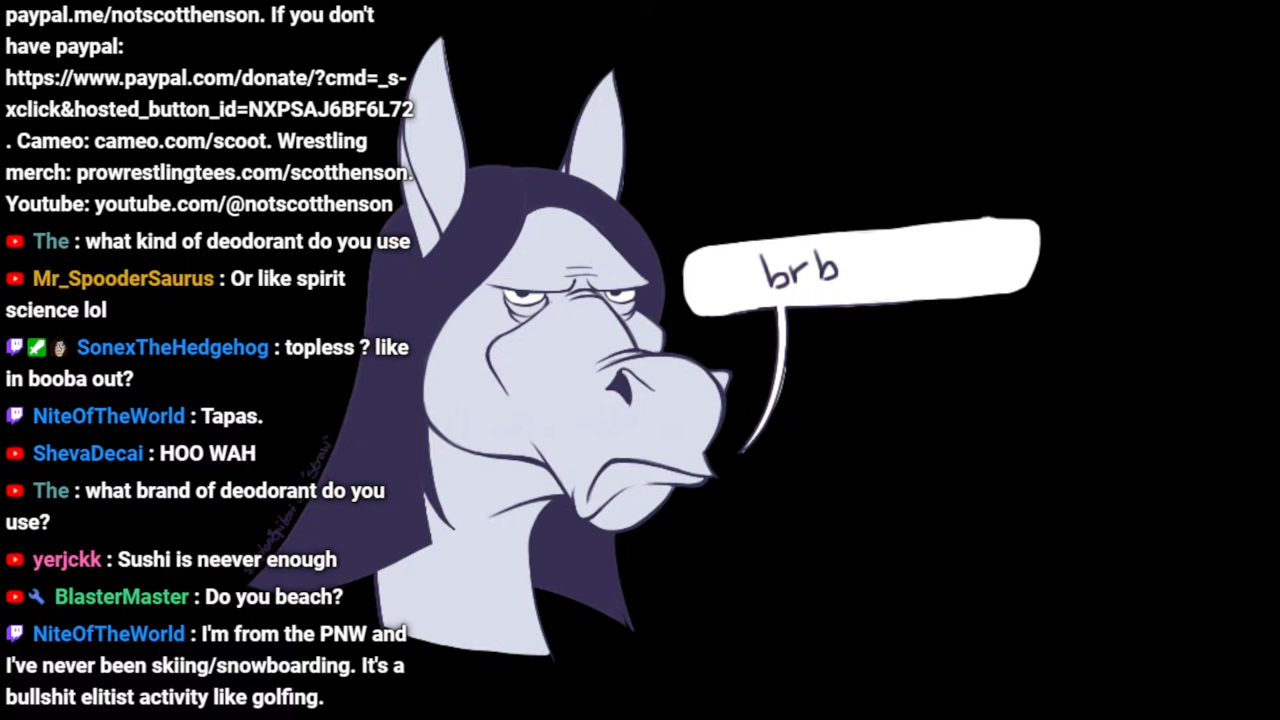 paypal.me/notscotthenson. If you don't
have paypal:
https://www.paypal.com/donate/?cmd=_s-
xclick&hosted_button_id=NXPSAJ6BF6L72
. Cameo: cameo.com/scoot. Wrestling
merch: prowrestlingtees.com/scotthenson.
Youtube: youtube.com/@notscotthenson
The : what kind of deodorant do you use
Mr_SpooderSaurus : Or like spirit
science lol
SonexTheHedgehog : topless ? like
in booba out?
NiteOfTheWorld : Tapas.
ShevaDecai : HOO WAH
The : what brand of deodorant do you
use?
yerjckk : Sushi is neever enough
BlasterMaster : Do you beach?
NiteOfTheWorld : I'm from the PNW and
I've never been skiing/snowboarding. It's a
bullshit elitist activity like golfing.
brb